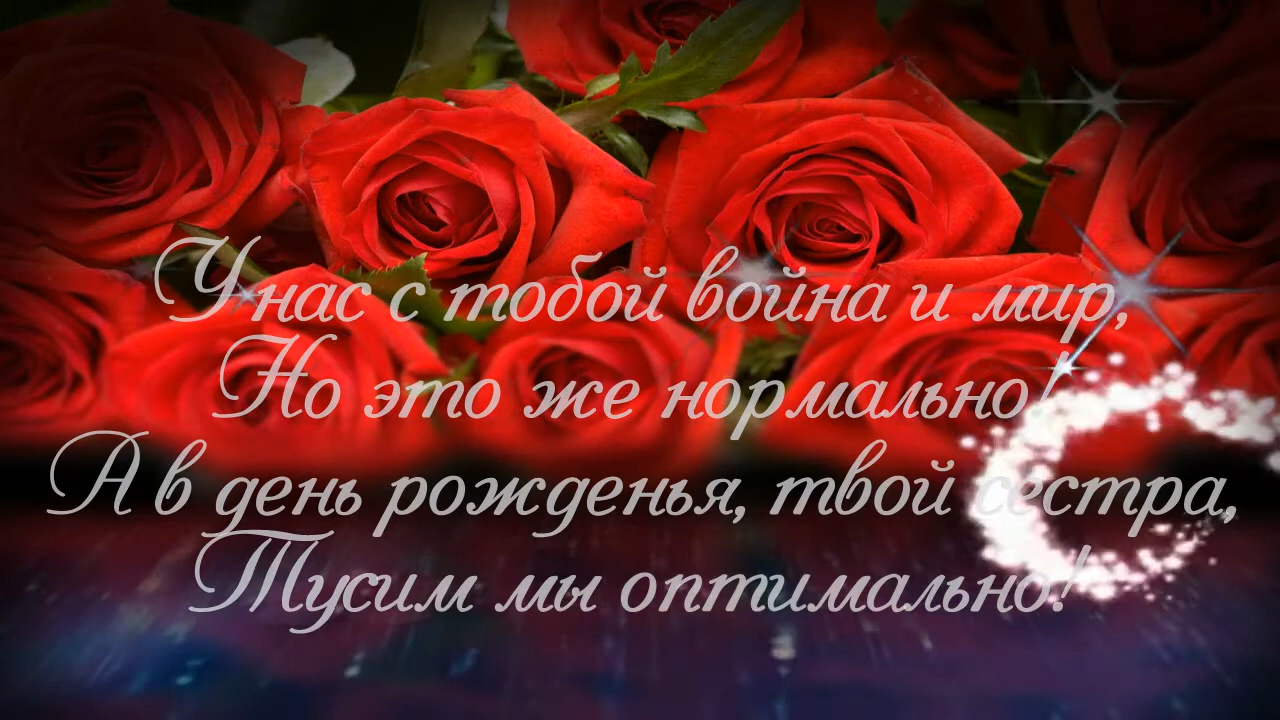 У нас с тобой война и мир,
Но это же нормально!
А в день рожденья, твой сестра,
Тусим мы оптимально!